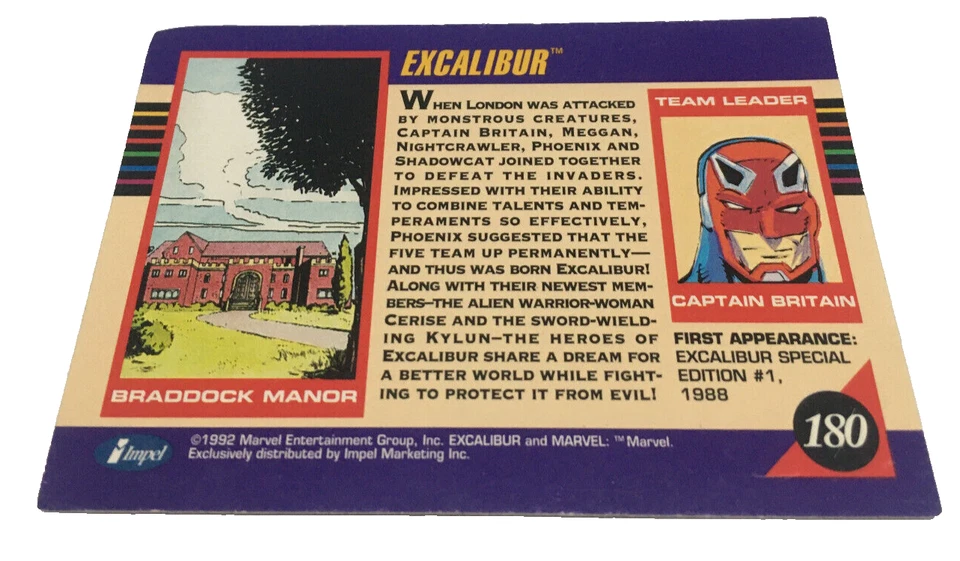 EXCALIBUR™
WHEN LONDON WAS ATTACKED
BY MONSTROUS CREATURES,
CAPTAIN BRITAIN, MEGGAN,
NIGHTCRAWLER, PHOENIX AND
SHADOWCAT JOINED TOGETHER
TO DEFEAT THE INVADERS.
IMPRESSED WITH THEIR ABILITY
TO COMBINE TALENTS AND TEM-
PERAMENTS SO EFFECTIVELY,
PHOENIX SUGGESTED THAT THE
FIVE TEAM UP PERMANENTLY—
AND THUS WAS BORN EXCALIBUR!
ALONG WITH THEIR NEWEST MEM-
BERS—THE ALIEN WARRIOR-WOMAN
CERISE AND THE SWORD-WIELD-
ING KYLUN—THE HEROES OF
EXCALIBUR SHARE A DREAM FOR
A BETTER WORLD WHILE FIGHT-
ING TO PROTECT IT FROM EVIL!
BRADDOCK MANOR
TEAM LEADER
CAPTAIN BRITAIN
FIRST APPEARANCE:
EXCALIBUR SPECIAL
EDITION #1,
1988
180
Impel
©1992 Marvel Entertainment Group, Inc. EXCALIBUR and MARVEL: ™Marvel.
Exclusively distributed by Impel Marketing Inc.